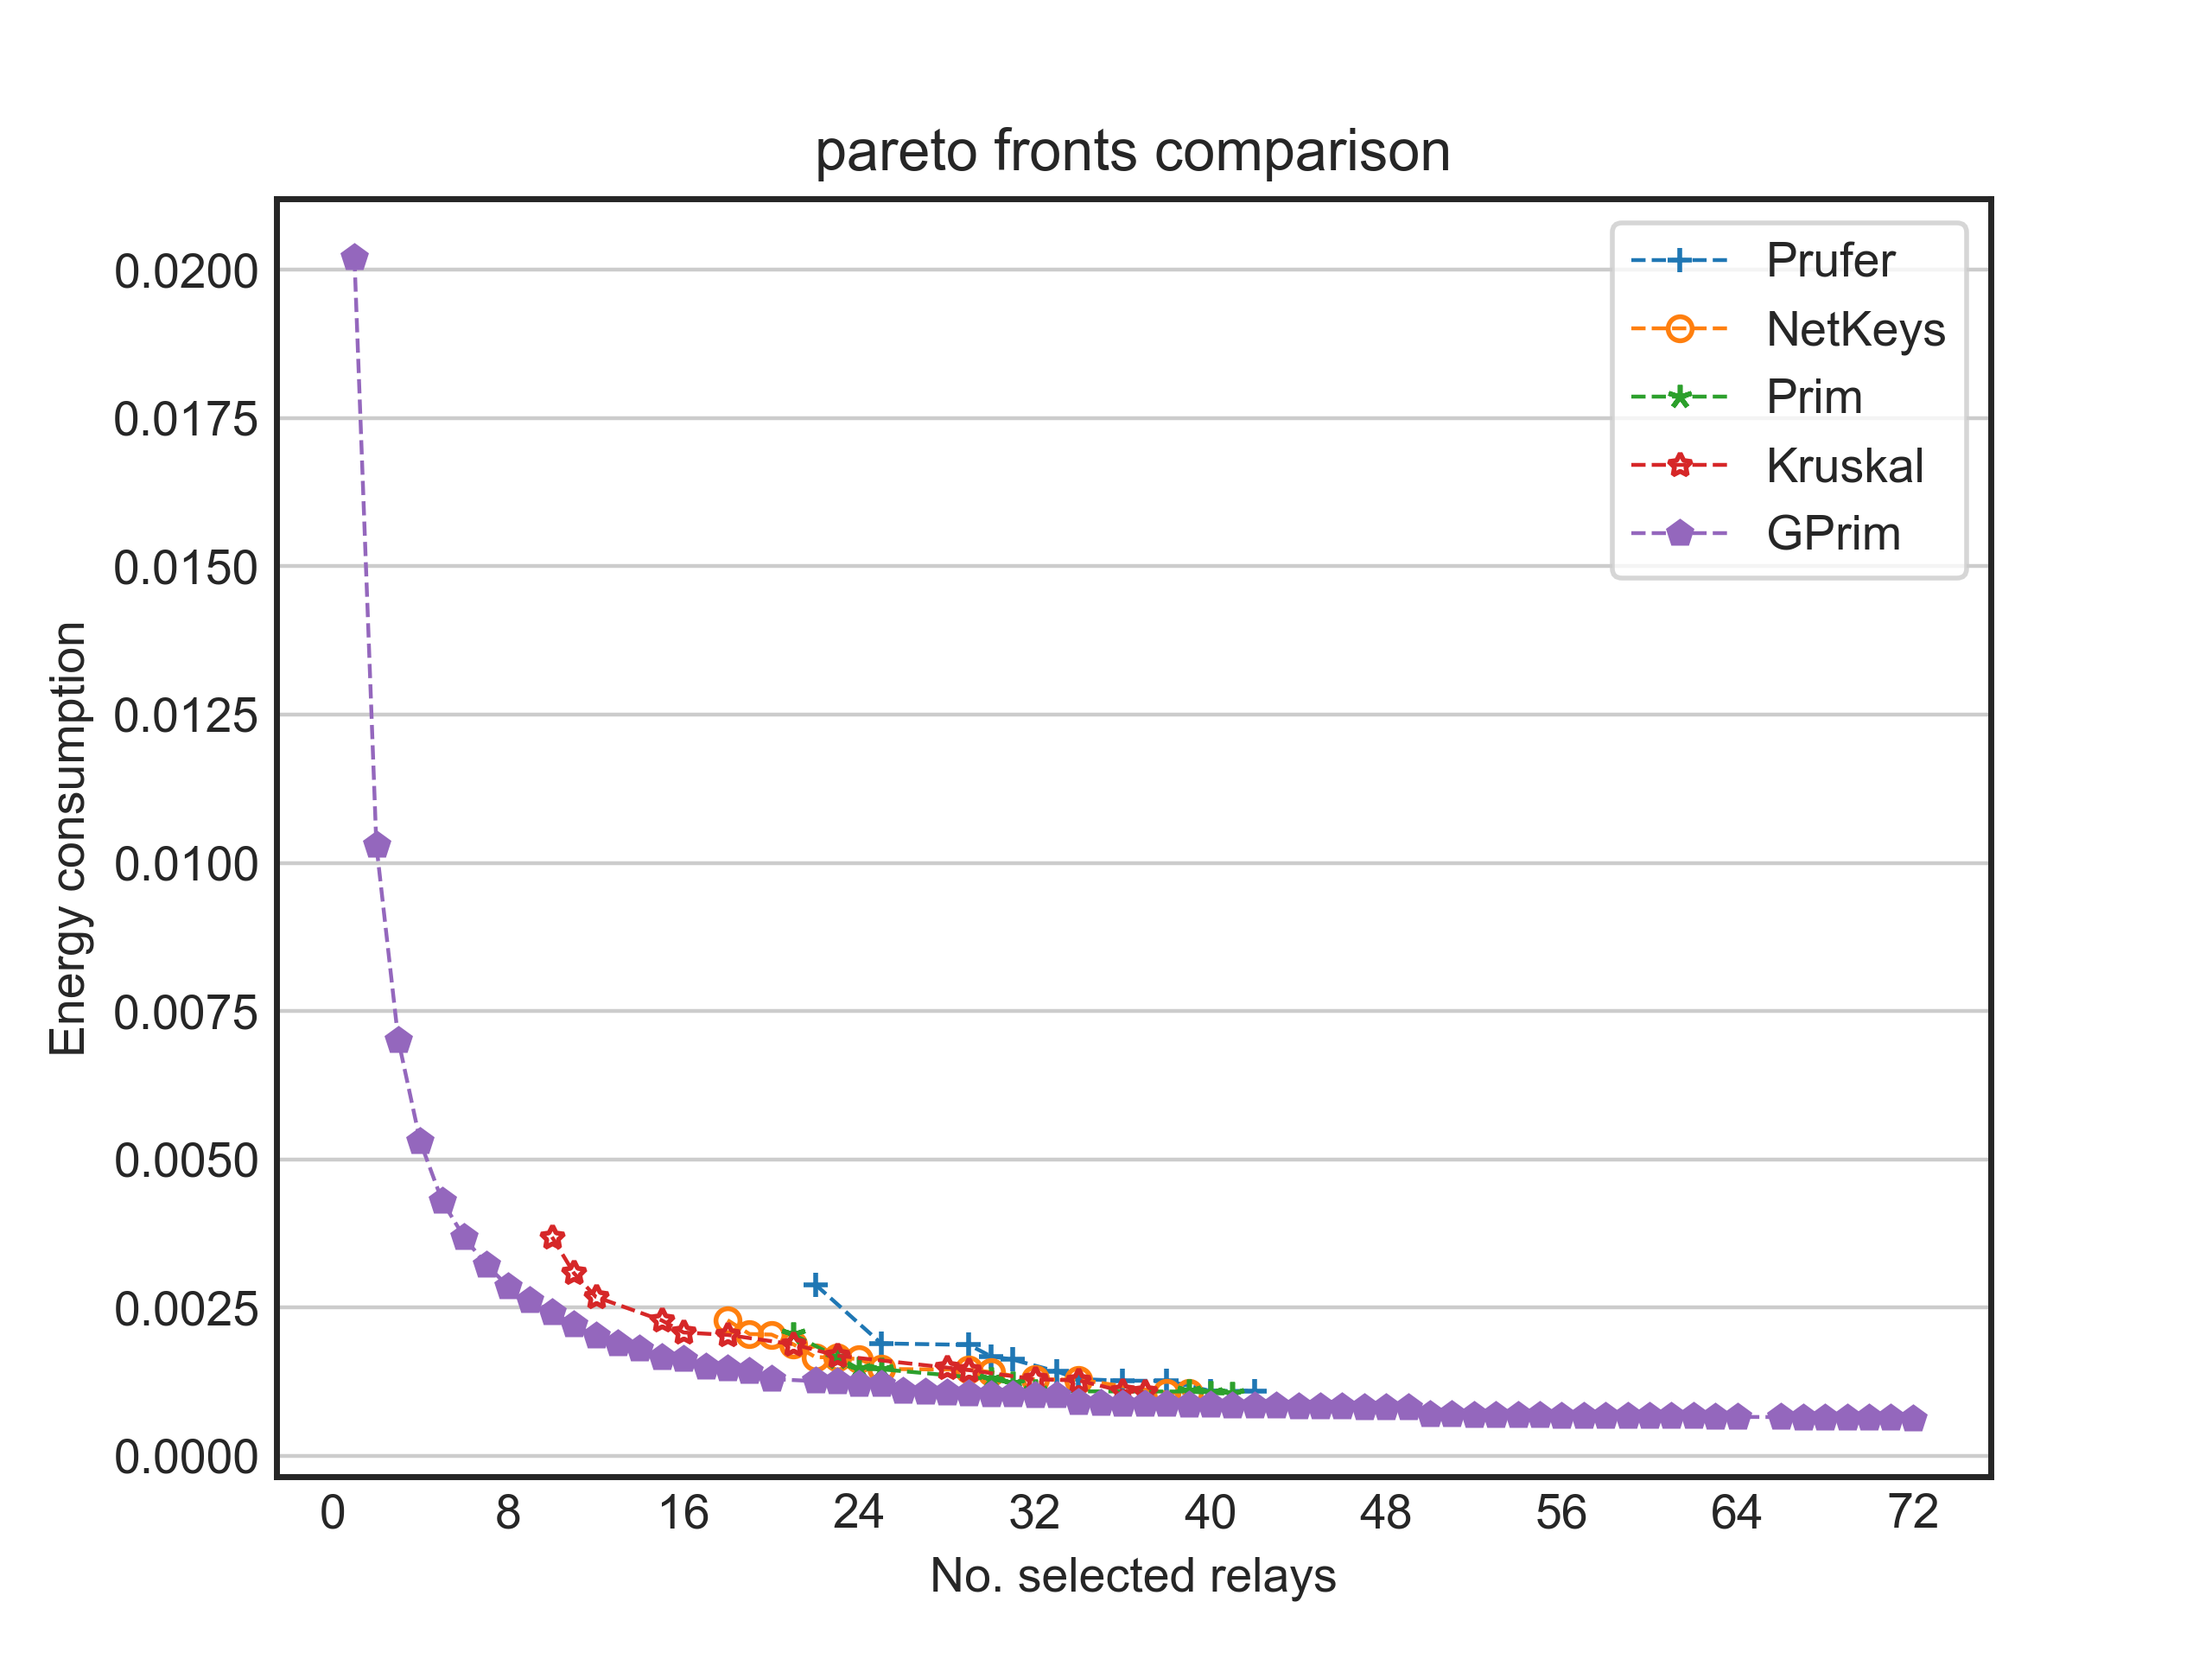 pareto fronts comparison
0.0200
0.0175
0.0150
0.0125
0.0100
0.0075
0.0050
0.0025
0.0000
Energy consumption
Prufer
NetKeys
Prim
Kruskal
GPrim
0 8 16 24 32 40 48 56 64 72
No. selected relays